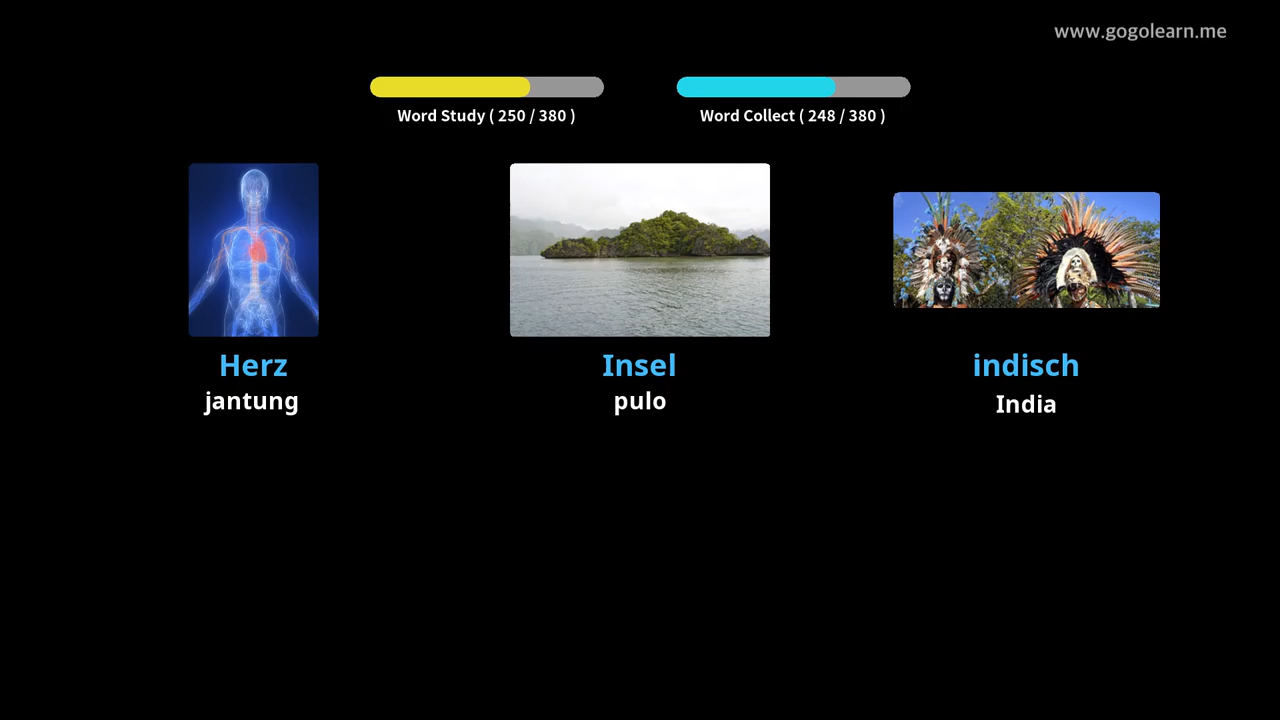 www.gogolearn.me
Word Study ( 250 / 380 )
Word Collect ( 248 / 380 )
Herz
jantung
Insel
pulo
indisch
India